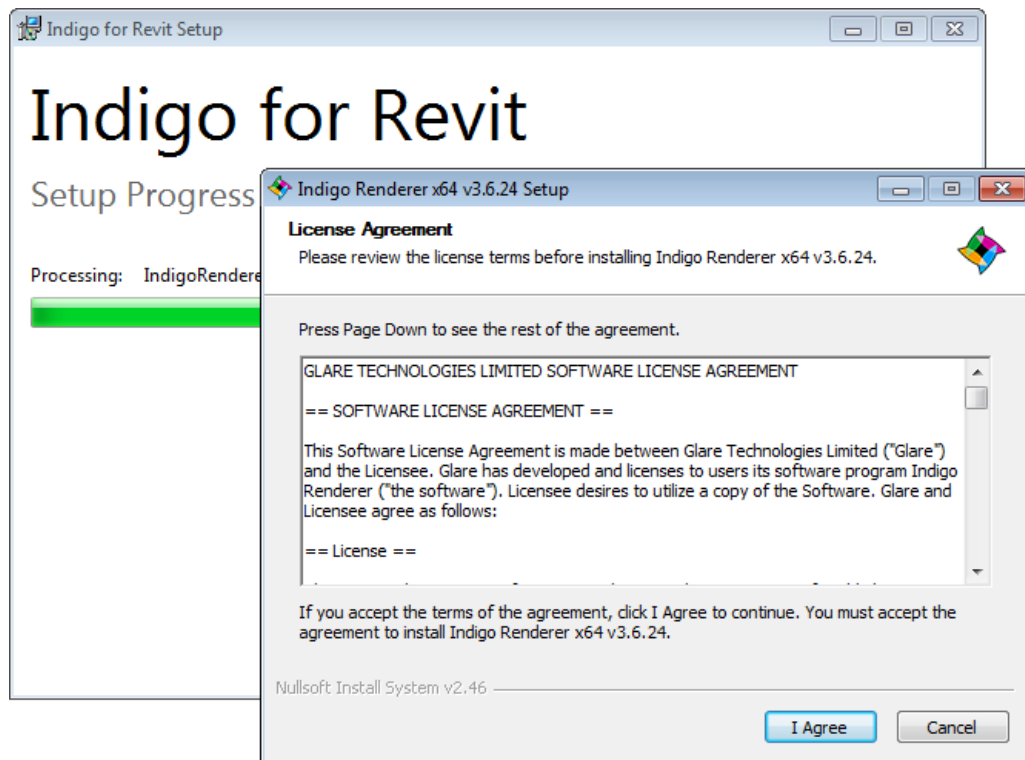 Indigo for Revit Setup
Indigo for Revit
Setup Progress
Processing: IndigoRendere
Indigo Renderer x64 v3.6.24 Setup
License Agreement
Please review the license terms before installing Indigo Renderer x64 v3.6.24.
Press Page Down to see the rest of the agreement.
GLARE TECHNOLOGIES LIMITED SOFTWARE LICENSE AGREEMENT
== SOFTWARE LICENSE AGREEMENT ==
This Software License Agreement is made between Glare Technologies Limited ("Glare")
and the Licensee. Glare has developed and licenses to users its software program Indigo
Renderer ("the software"). Licensee desires to utilize a copy of the Software. Glare and
Licensee agree as follows:
== License ==
If you accept the terms of the agreement, click I Agree to continue. You must accept the
agreement to install Indigo Renderer x64 v3.6.24.
Nullsoft Install System v2.46
I Agree
Cancel